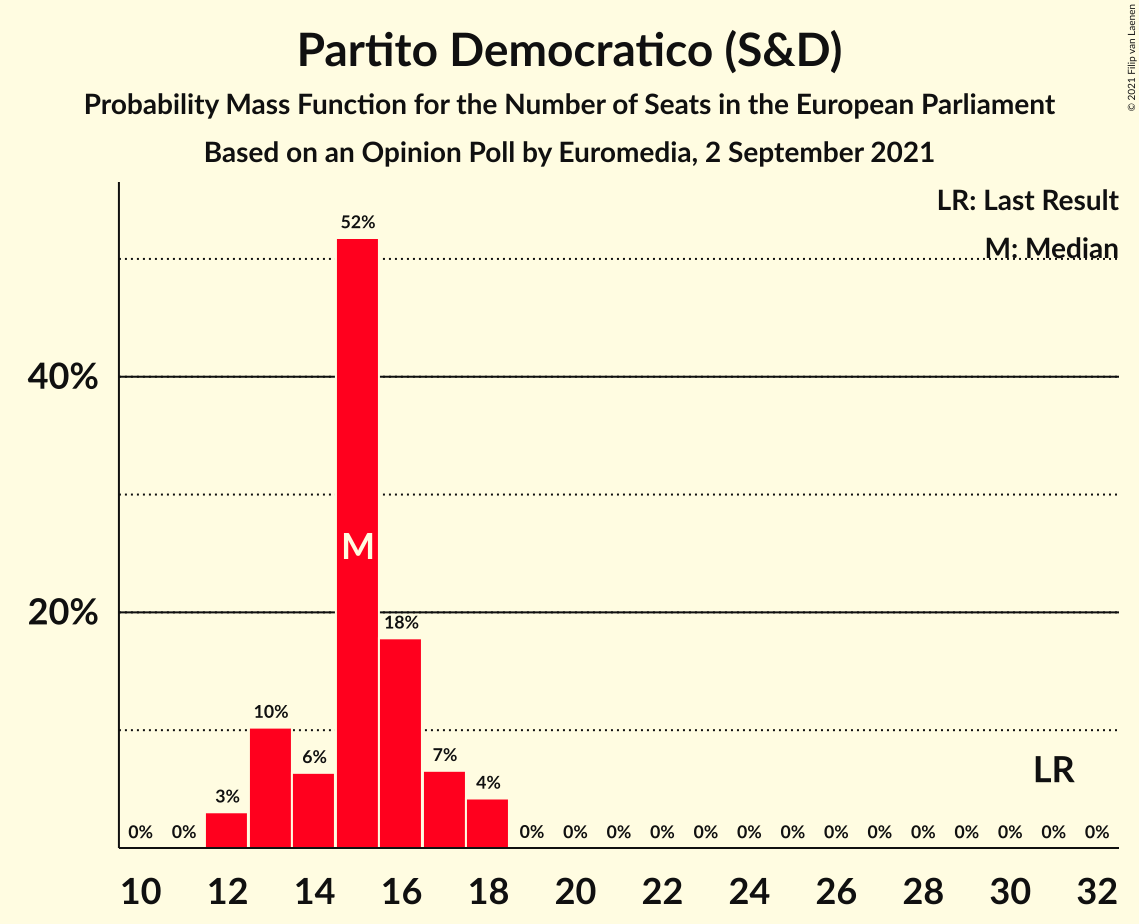 Partito Democratico (S&D)
Probability Mass Function for the Number of Seats in the European Parliament
Based on an Opinion Poll by Euromedia, 2 September 2021
© 2021 Filip van Laenen
LR: Last Result
M: Median
52%
40%
M
20%
18%
10%
7%
6%
4%
3%
LR
0% 0% 0% 0% 0% 0% 0% 0% 0% 0% 0% 0% 0% 0% 0% 0%
10 12 14 16 18 20 22 24 26 28 30 32